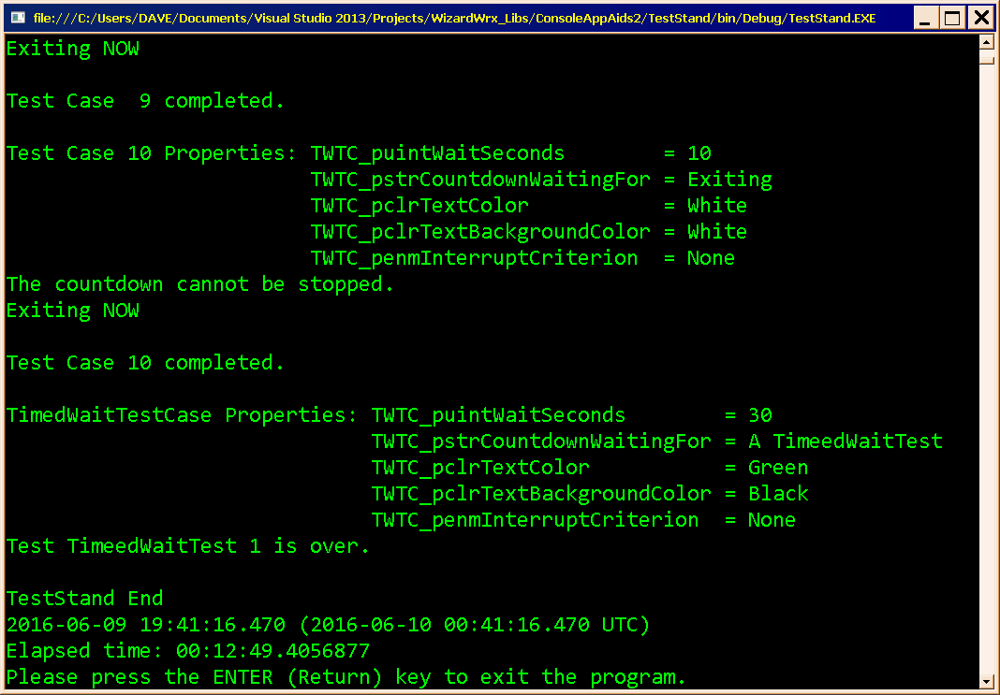 file:///C:/Users/DAVE/Documents/Visual Studio 2013/Projects/WizardWrx_Libs/ConsoleAppAids2/TestStand/bin/Debug/TestStand.EXE
Exiting NOW
Test Case  9 completed.
Test Case 10 Properties: TWTC_puintWaitSeconds        = 10
                         TWTC_pstrCountdownWaitingFor = Exiting
                         TWTC_pclrTextColor           = White
                         TWTC_pclrTextBackgroundColor = White
                         TWTC_penmInterruptCriterion  = None
The countdown cannot be stopped.
Exiting NOW
Test Case 10 completed.
TimedWaitTestCase Properties: TWTC_puintWaitSeconds        = 30
                              TWTC_pstrCountdownWaitingFor = A TimeedWaitTest
                              TWTC_pclrTextColor           = Green
                              TWTC_pclrTextBackgroundColor = Black
                              TWTC_penmInterruptCriterion  = None
Test TimeedWaitTest 1 is over.
TestStand End
2016-06-09 19:41:16.470 (2016-06-10 00:41:16.470 UTC)
Elapsed time: 00:12:49.4056877
Please press the ENTER (Return) key to exit the program.